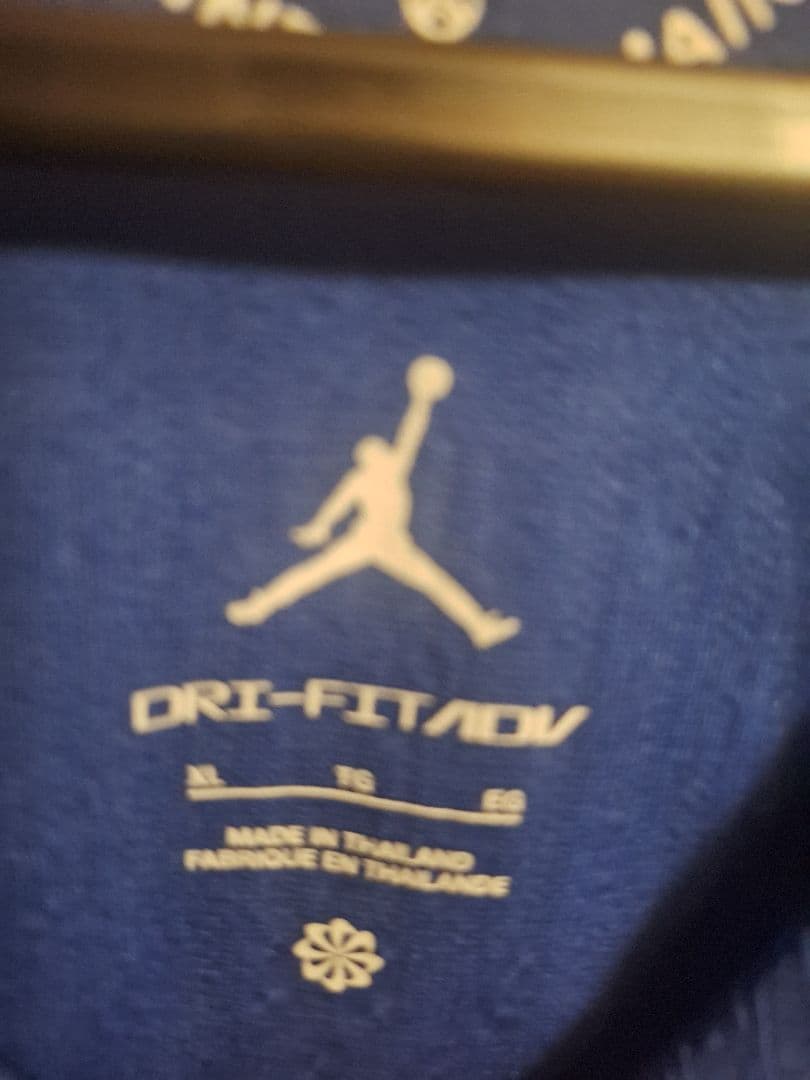 DRI-FIT ADV
XL TG EG
MADE IN THAILAND
FABRIQUE EN THAILANDE